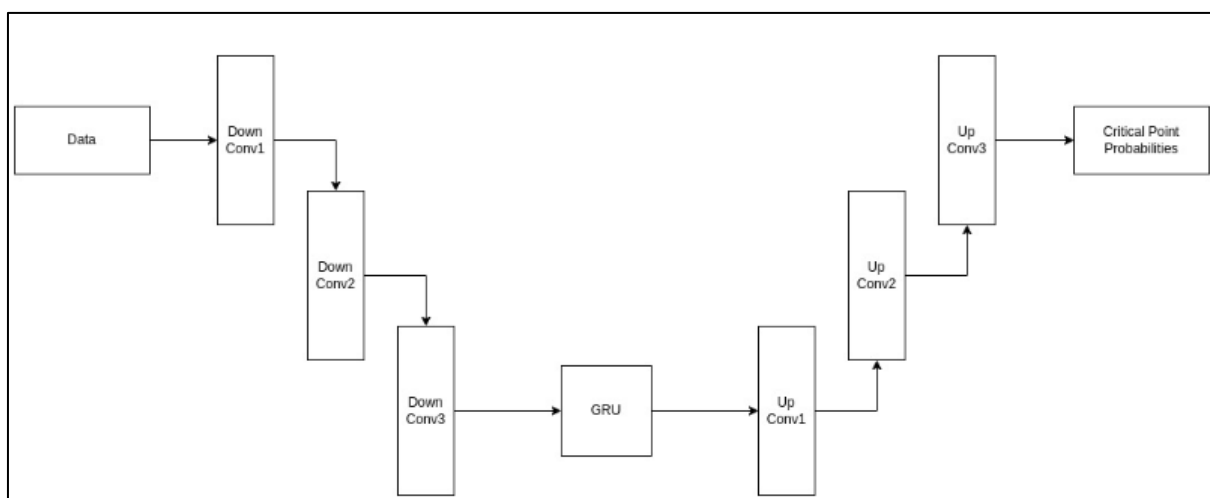 Data
Down
Conv1
Down
Conv2
Down
Conv3
GRU
Up
Conv1
Up
Conv2
Up
Conv3
Critical Point
Probabilities